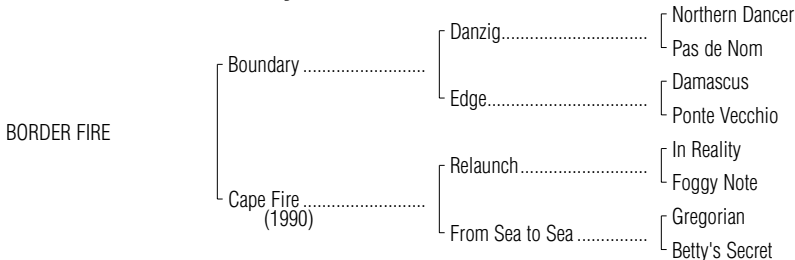 Northern Dancer
Danzig
Pas de Nom
Boundary
Damascus
Edge
Ponte Vecchio
BORDER FIRE
In Reality
Relaunch
Foggy Note
Cape Fire
(1990)
Gregorian
From Sea to Sea
Betty's Secret